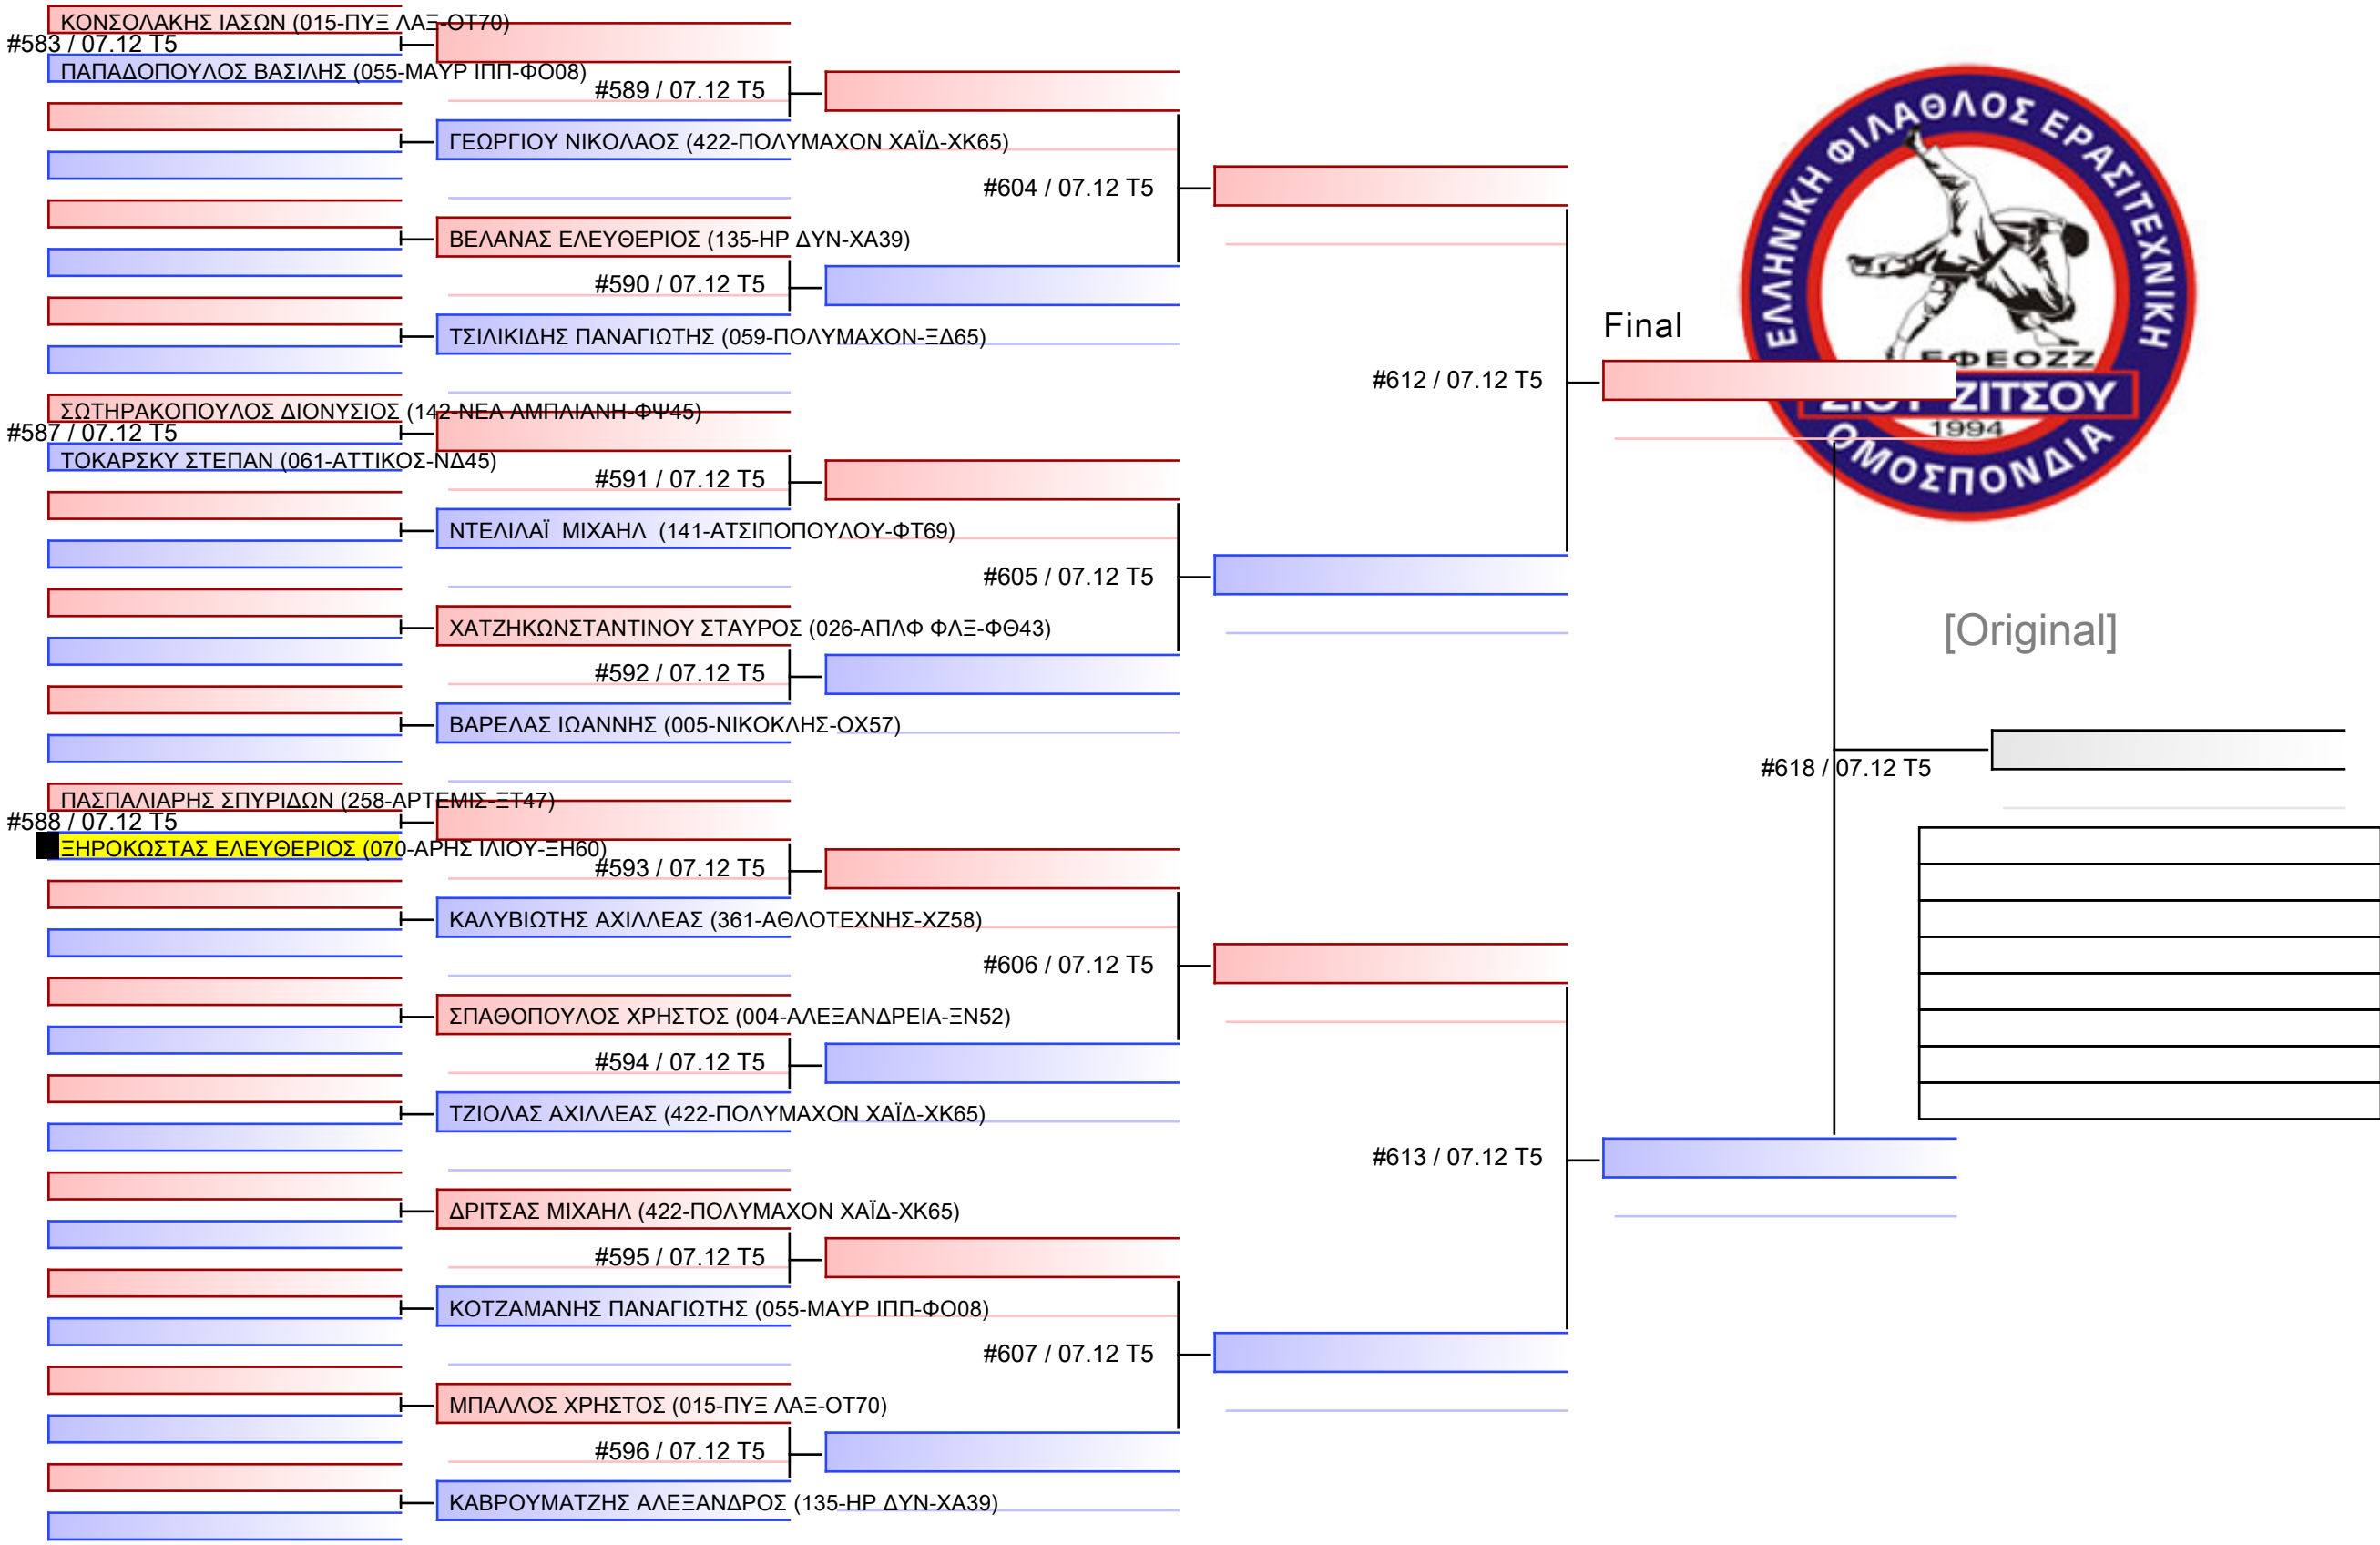 ΚΟΝΣΟΛΑΚΗΣ ΙΑΣΩΝ (015-ΠΥΞ ΛΑΞ-ΟΤ70)
#583 / 07.12 T5
ΠΑΠΑΔΟΠΟΥΛΟΣ ΒΑΣΙΛΗΣ (055-ΜΑΥΡ ΙΠΠ-ΦΟ08)
#589 / 07.12 T5
ΓΕΩΡΓΙΟΥ ΝΙΚΟΛΑΟΣ (422-ΠΟΛΥΜΑΧΟΝ ΧΑΪΔ-ΧΚ65)
#604 / 07.12 T5
ΒΕΛΑΝΑΣ ΕΛΕΥΘΕΡΙΟΣ (135-ΗΡ ΔΥΝ-ΧΑ39)
#590 / 07.12 T5
ΤΣΙΛΙΚΙΔΗΣ ΠΑΝΑΓΙΩΤΗΣ (059-ΠΟΛΥΜΑΧΟΝ-ΞΔ65)
#612 / 07.12 T5
Final
ΕΛΛΗΝΙΚΗ ΦΙΛΑΘΛΟΣ ΕΡΑΣΙΤΕΧΝΙΚΗ
ΕΦΕΟΖΖ
ΖΙΟΥ ΖΙΤΣΟΥ
1994
ΟΜΟΣΠΟΝΔΙΑ
ΣΩΤΗΡΑΚΟΠΟΥΛΟΣ ΔΙΟΝΥΣΙΟΣ (142-ΝΕΑ ΑΜΠΛΙΑΝΗ-ΦΨ45)
#587 / 07.12 T5
ΤΟΚΑΡΣΚΥ ΣΤΕΠΑΝ (061-ΑΤΤΙΚΟΣ-ΝΔ45)
#591 / 07.12 T5
ΝΤΕΛΙΛΑΪ  ΜΙΧΑΗΛ  (141-ΑΤΣΙΠΟΠΟΥΛΟΥ-ΦΤ69)
#605 / 07.12 T5
ΧΑΤΖΗΚΩΝΣΤΑΝΤΙΝΟΥ ΣΤΑΥΡΟΣ (026-ΑΠΛΦ ΦΛΞ-ΦΘ43)
[Original]
#592 / 07.12 T5
ΒΑΡΕΛΑΣ ΙΩΑΝΝΗΣ (005-ΝΙΚΟΚΛΗΣ-ΟΧ57)
#618 / 07.12 T5
ΠΑΣΠΑΛΙΑΡΗΣ ΣΠΥΡΙΔΩΝ (258-ΑΡΤΕΜΙΣ-ΞΤ47)
#588 / 07.12 T5
ΞΗΡΟΚΩΣΤΑΣ ΕΛΕΥΘΕΡΙΟΣ (070-ΑΡΗΣ ΙΛΙΟΥ-ΞΗ60)
#593 / 07.12 T5
ΚΑΛΥΒΙΩΤΗΣ ΑΧΙΛΛΕΑΣ (361-ΑΘΛΟΤΕΧΝΗΣ-ΧΖ58)
#606 / 07.12 T5
ΣΠΑΘΟΠΟΥΛΟΣ ΧΡΗΣΤΟΣ (004-ΑΛΕΞΑΝΔΡΕΙΑ-ΞΝ52)
#594 / 07.12 T5
ΤΖΙΟΛΑΣ ΑΧΙΛΛΕΑΣ (422-ΠΟΛΥΜΑΧΟΝ ΧΑΪΔ-ΧΚ65)
#613 / 07.12 T5
ΔΡΙΤΣΑΣ ΜΙΧΑΗΛ (422-ΠΟΛΥΜΑΧΟΝ ΧΑΪΔ-ΧΚ65)
#595 / 07.12 T5
ΚΟΤΖΑΜΑΝΗΣ ΠΑΝΑΓΙΩΤΗΣ (055-ΜΑΥΡ ΙΠΠ-ΦΟ08)
#607 / 07.12 T5
ΜΠΑΛΛΟΣ ΧΡΗΣΤΟΣ (015-ΠΥΞ ΛΑΞ-ΟΤ70)
#596 / 07.12 T5
ΚΑΒΡΟΥΜΑΤΖΗΣ ΑΛΕΞΑΝΔΡΟΣ (135-ΗΡ ΔΥΝ-ΧΑ39)